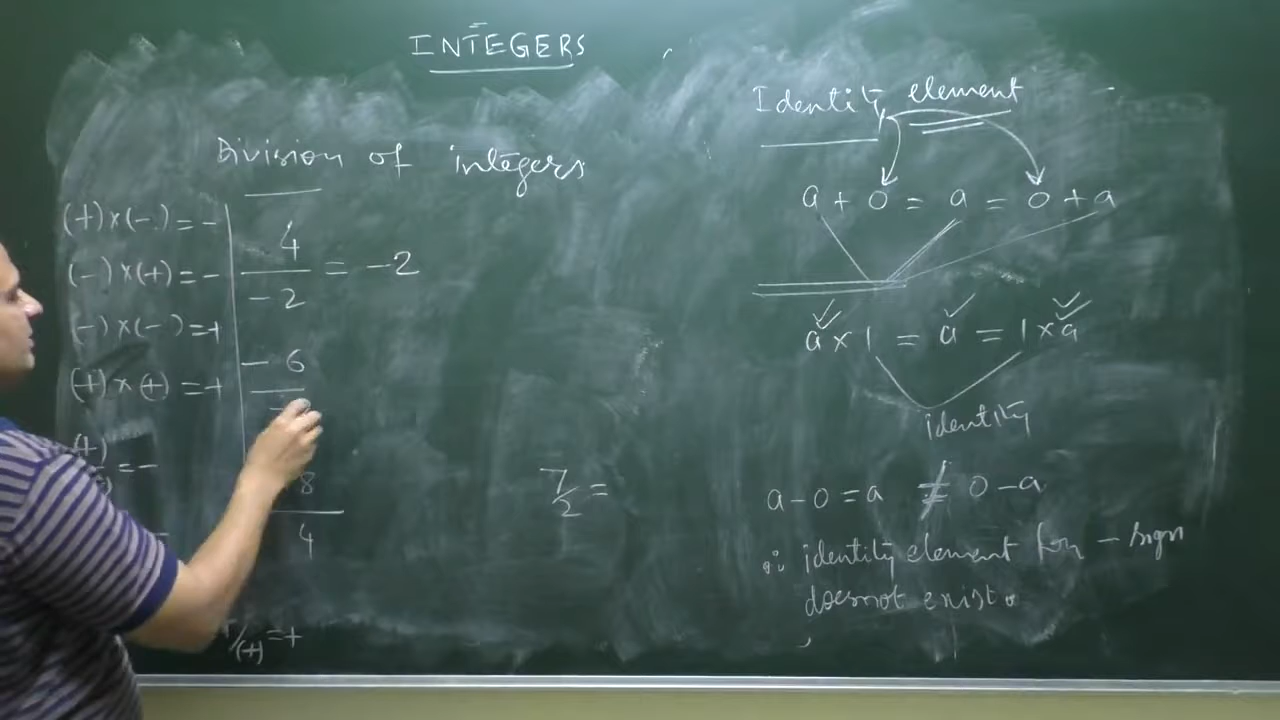 INTEGERS
Division of integers
(+)×(-)=-
(-)×(+)=-
(-)×(-)=+
(+)×(+)=+
(+)
=-
4
-2
=-2
-6
8
4
/(+)=+
7/2=
Identity element
a+0=a=0+a
a×1=a=1×a
identity
a-0=a≠0-a
∴ identity element for - sign
doesnot exist.